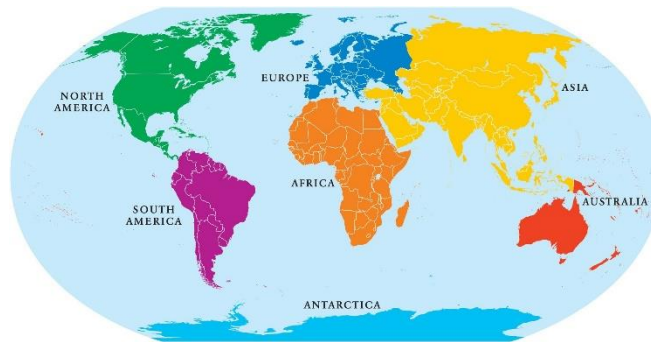 NORTH
AMERICA
EUROPE
ASIA
AFRICA
SOUTH
AMERICA
AUSTRALIA
ANTARCTICA